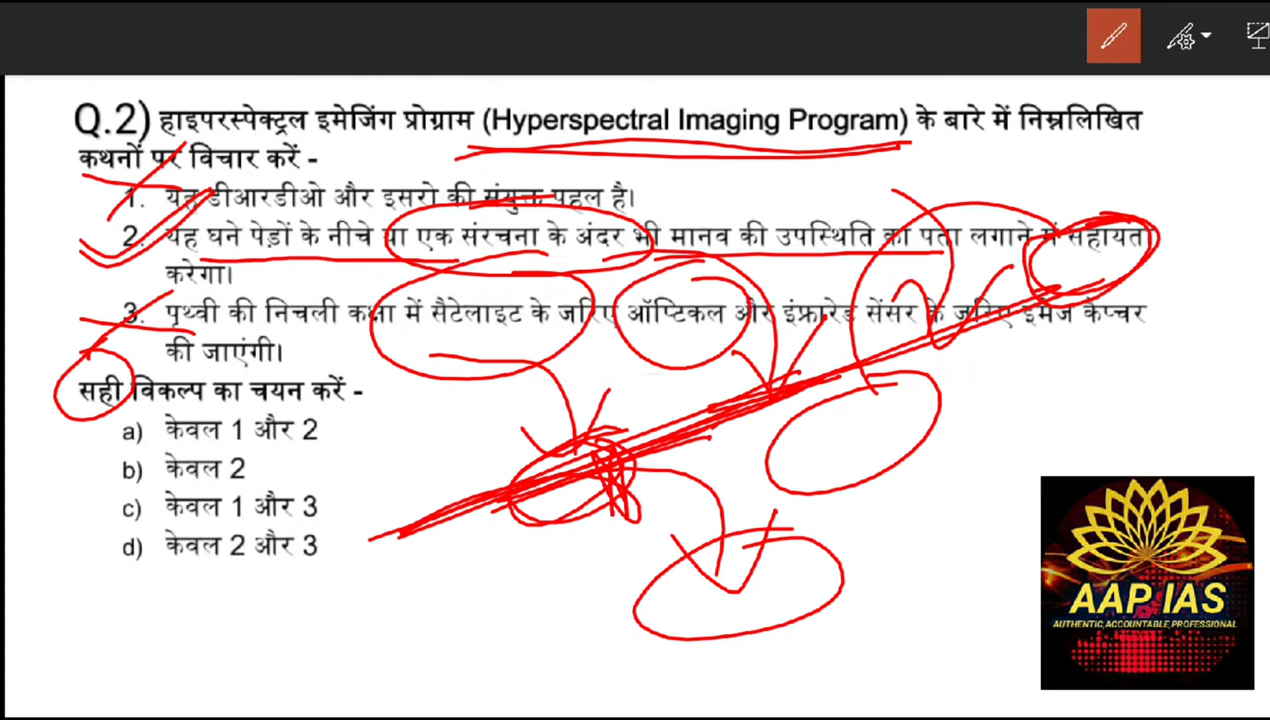 Q.2) हाइपरस्पेक्ट्रल इमेजिंग प्रोग्राम (Hyperspectral Imaging Program) के बारे में निम्नलिखित
कथनों पर विचार करें -
1. यह डीआरडीओ और इसरो की संयुक्त पहल है।
2. यह घने पेड़ों के नीचे या एक संरचना के अंदर भी मानव की उपस्थिति का पता लगाने में सहायता
करेगा।
3. पृथ्वी की निचली कक्षा में सैटेलाइट के जरिए ऑप्टिकल और इंफ्रारेड सेंसर के जरिए इमेज कैप्चर
की जाएंगी।
सही विकल्प का चयन करें -
a) केवल 1 और 2
b) केवल 2
c) केवल 1 और 3
d) केवल 2 और 3
AAP IAS
AUTHENTIC,ACCOUNTABLE,PROFESSIONAL